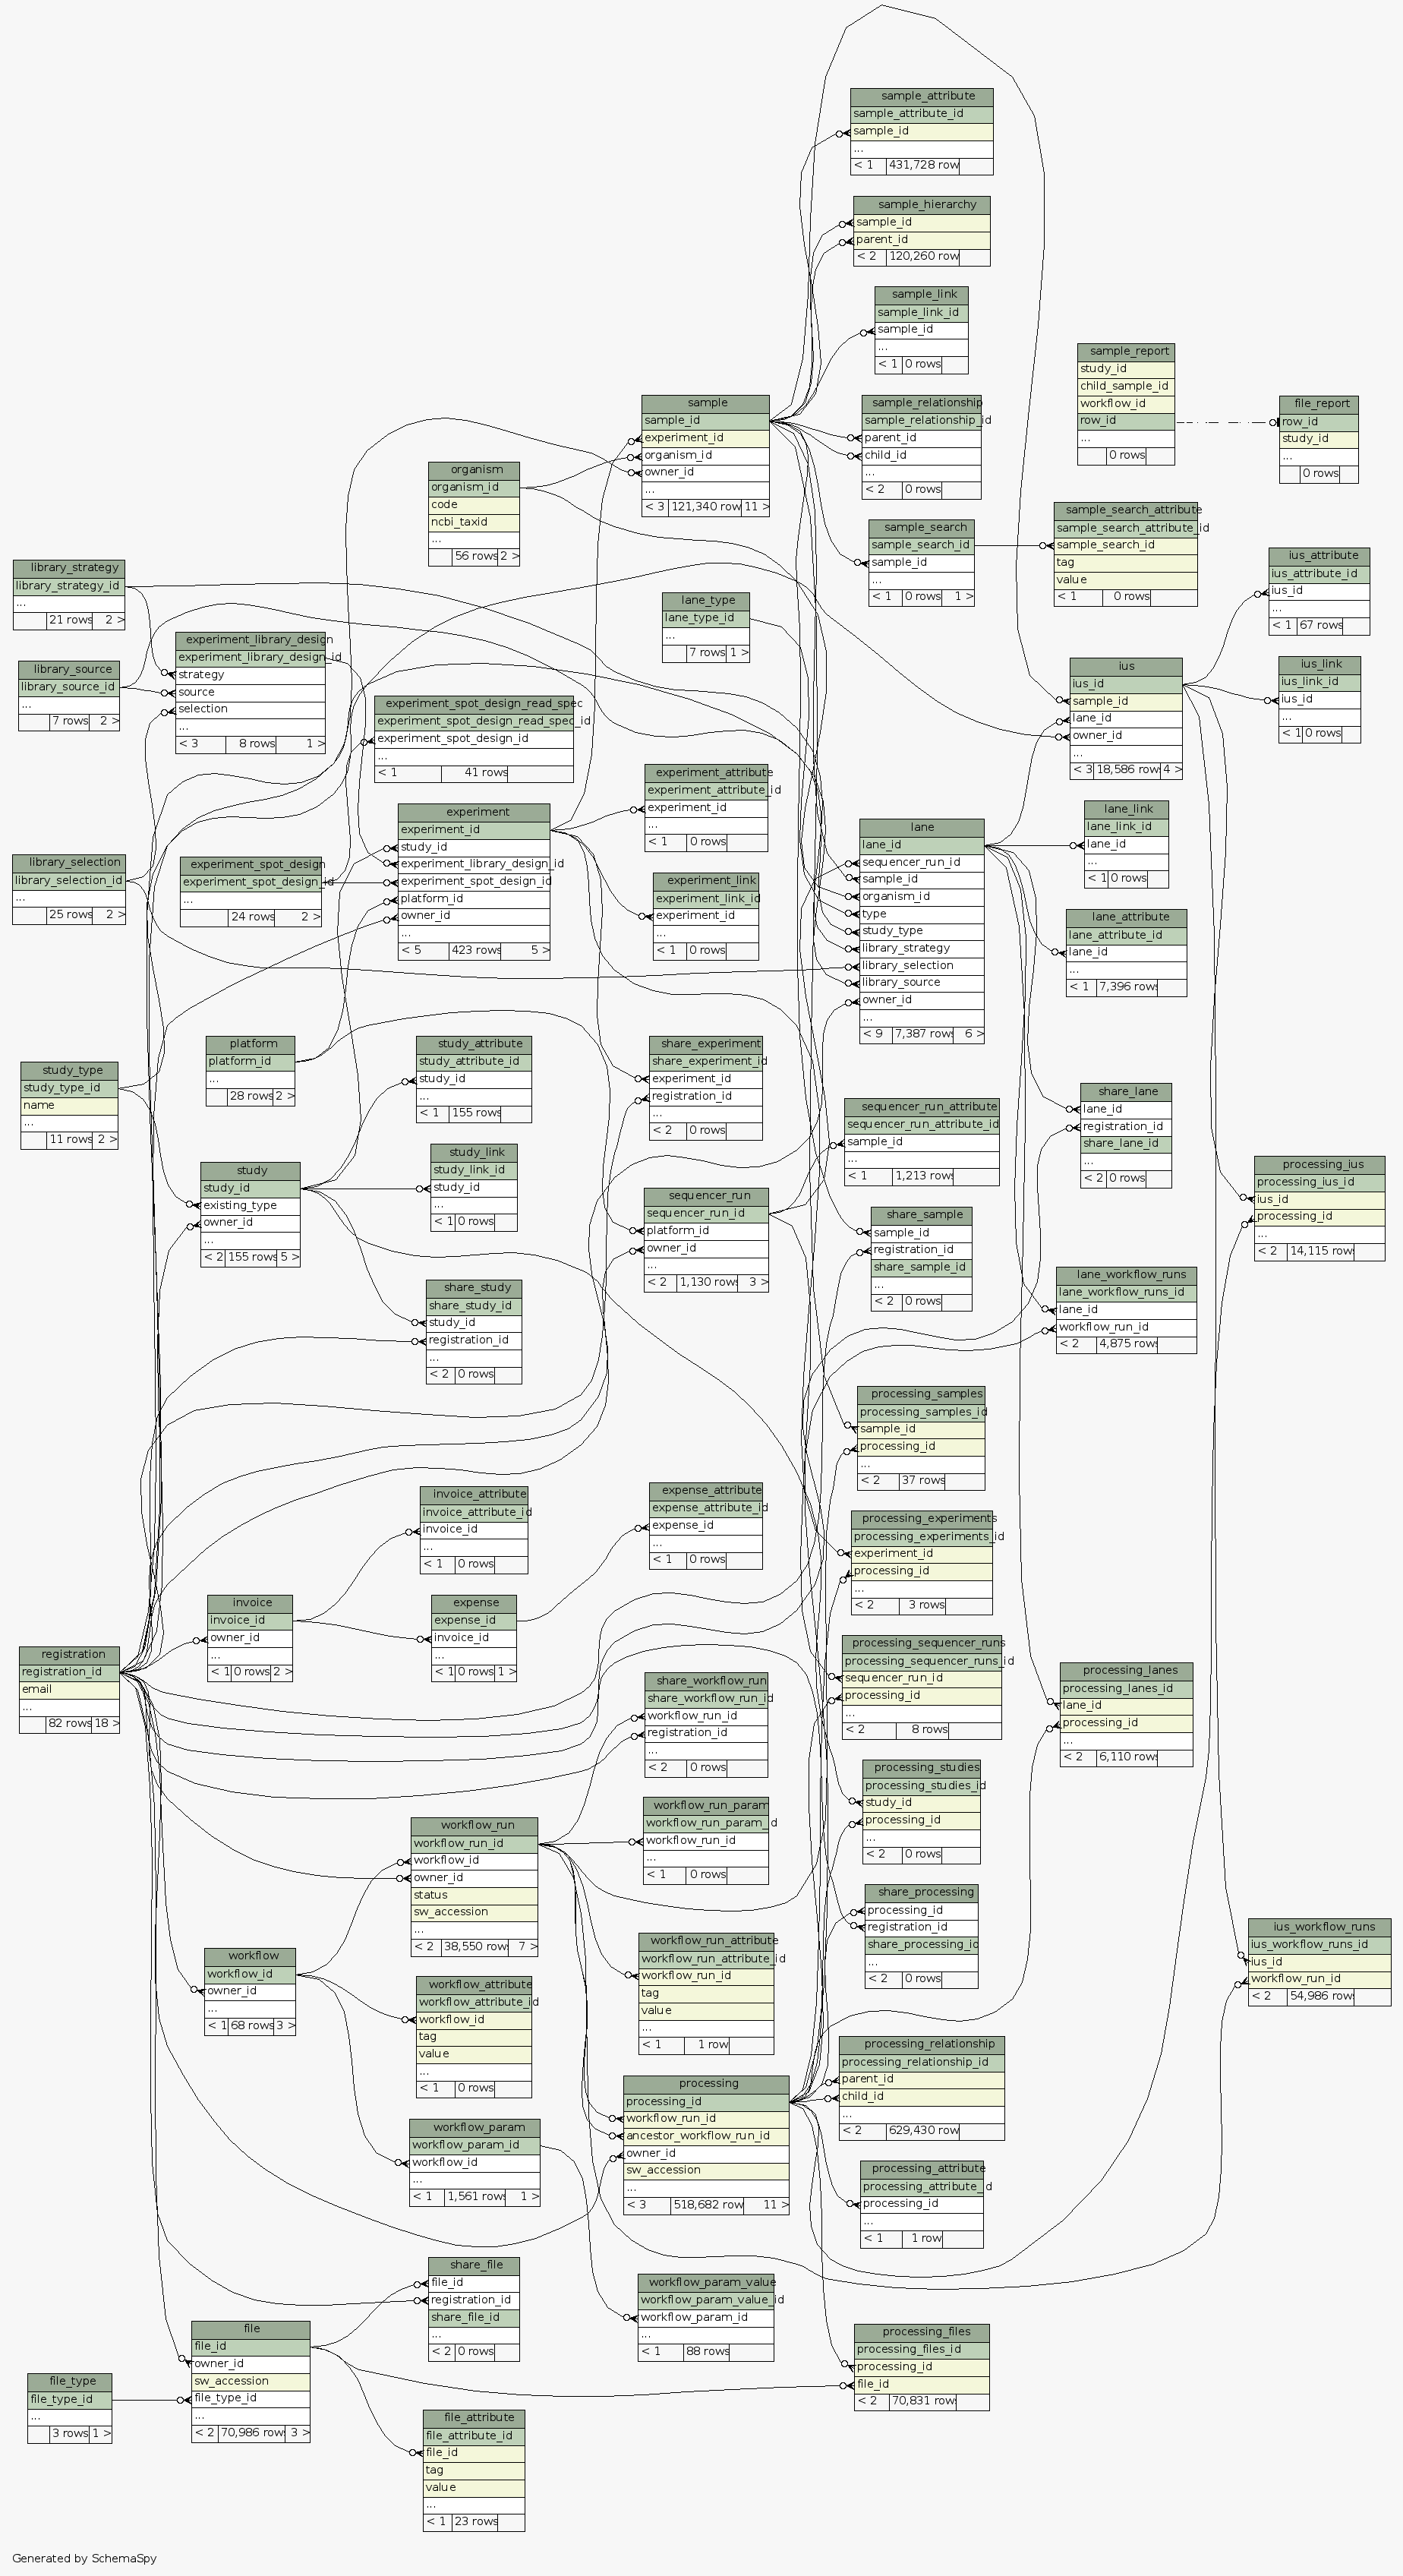 sample_attribute
sample_attribute_id
sample_id
...
< 1 431,728 row
sample_hierarchy
sample_id
parent_id
< 2 120,260 row
sample_link
sample_link_id
sample_id
...
< 1 0 rows
sample_report
study_id
child_sample_id
workflow_id
row_id
...
0 rows
file_report
row_id
study_id
...
0 rows
sample
sample_id
experiment_id
organism_id
owner_id
...
< 3 121,340 row 11 >
sample_relationship
sample_relationship_id
parent_id
child_id
...
< 2 0 rows
organism
organism_id
code
ncbi_taxid
...
56 rows 2 >
sample_search
sample_search_id
sample_id
...
< 1 0 rows 1 >
sample_search_attribute
sample_search_attribute_id
sample_search_id
tag
value
< 1 0 rows
ius_attribute
ius_attribute_id
ius_id
...
< 1 67 rows
library_strategy
library_strategy_id
...
21 rows 2 >
lane_type
lane_type_id
...
7 rows 1 >
experiment_library_design
experiment_library_design_id
strategy
source
selection
...
< 3 8 rows 1 >
library_source
library_source_id
...
7 rows 2 >
ius
ius_id
sample_id
lane_id
owner_id
...
< 3 18,586 rows 4 >
ius_link
ius_link_id
ius_id
...
< 1 0 rows
experiment_spot_design_read_spec
experiment_spot_design_read_spec_id
experiment_spot_design_id
...
< 1 41 rows
experiment_attribute
experiment_attribute_id
experiment_id
...
< 1 0 rows
experiment
experiment_id
study_id
experiment_library_design_id
experiment_spot_design_id
platform_id
owner_id
...
< 5 423 rows 5 >
lane_link
lane_link_id
lane_id
...
< 1 0 rows
lane
lane_id
sequencer_run_id
sample_id
organism_id
type
study_type
library_strategy
library_selection
library_source
owner_id
...
< 9 7,387 rows 6 >
library_selection
library_selection_id
...
25 rows 2 >
experiment_spot_design
experiment_spot_design_id
...
24 rows 2 >
experiment_link
experiment_link_id
experiment_id
...
< 1 0 rows
lane_attribute
lane_attribute_id
lane_id
...
< 1 7,396 rows
platform
platform_id
...
28 rows 2 >
study_attribute
study_attribute_id
study_id
...
< 1 155 rows
share_experiment
share_experiment_id
experiment_id
registration_id
...
< 2 0 rows
study_type
study_type_id
name
...
11 rows 2 >
share_lane
lane_id
registration_id
share_lane_id
...
< 2 0 rows
sequencer_run_attribute
sequencer_run_attribute_id
sample_id
...
< 1 1,213 row
study_link
study_link_id
study_id
...
< 1 0 rows
study
study_id
existing_type
owner_id
...
< 2 155 rows 5 >
processing_ius
processing_ius_id
ius_id
processing_id
...
< 2 14,115 rows
sequencer_run
sequencer_run_id
platform_id
owner_id
...
< 2 1,130 rows 3 >
share_sample
sample_id
registration_id
share_sample_id
...
< 2 0 rows
lane_workflow_runs
lane_workflow_runs_id
lane_id
workflow_run_id
< 2 4,875 rows
share_study
share_study_id
study_id
registration_id
...
< 2 0 rows
processing_samples
processing_samples_id
sample_id
processing_id
...
< 2 37 rows
invoice_attribute
invoice_attribute_id
invoice_id
...
< 1 0 rows
expense_attribute
expense_attribute_id
expense_id
...
< 1 0 rows
processing_experiments
processing_experiments_id
experiment_id
processing_id
...
< 2 3 rows
invoice
invoice_id
owner_id
...
< 1 0 rows 2 >
expense
expense_id
invoice_id
...
< 1 0 rows 1 >
registration
registration_id
email
...
82 rows 18 >
processing_sequencer_runs
processing_sequencer_runs_id
sequencer_run_id
processing_id
...
< 2 8 rows
processing_lanes
processing_lanes_id
lane_id
processing_id
...
< 2 6,110 rows
share_workflow_run
share_workflow_run_id
workflow_run_id
registration_id
...
< 2 0 rows
processing_studies
processing_studies_id
study_id
processing_id
...
< 2 0 rows
workflow_run_param
workflow_run_param_id
workflow_run_id
...
< 1 0 rows
workflow_run
workflow_run_id
workflow_id
owner_id
status
sw_accession
...
< 2 38,550 rows 7 >
share_processing
processing_id
registration_id
share_processing_id
...
< 2 0 rows
ius_workflow_runs
ius_workflow_runs_id
ius_id
workflow_run_id
< 2 54,986 rows
workflow_run_attribute
workflow_run_attribute_id
workflow_run_id
tag
value
...
< 1 1 row
workflow
workflow_id
owner_id
...
< 1 68 rows 3 >
workflow_attribute
workflow_attribute_id
workflow_id
tag
value
...
< 1 0 rows
processing_relationship
processing_relationship_id
parent_id
child_id
...
< 2 629,430 row
processing
processing_id
workflow_run_id
ancestor_workflow_run_id
owner_id
sw_accession
...
< 3 518,682 row 11 >
workflow_param
workflow_param_id
workflow_id
...
< 1 1,561 rows 1 >
processing_attribute
processing_attribute_id
processing_id
...
< 1 1 row
share_file
file_id
registration_id
share_file_id
...
< 2 0 rows
workflow_param_value
workflow_param_value_id
workflow_param_id
...
< 1 88 rows
file
file_id
owner_id
sw_accession
file_type_id
...
< 2 70,986 row 3 >
processing_files
processing_files_id
processing_id
file_id
< 2 70,831 row
file_type
file_type_id
...
3 rows 1 >
file_attribute
file_attribute_id
file_id
tag
value
...
< 1 23 rows
Generated by SchemaSpy